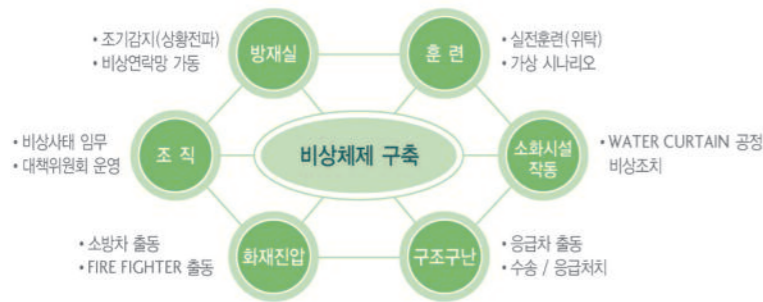 • 조기감지(상황전파)
• 비상연락망 가동
방재실
훈 련
• 실전훈련(위탁)
• 가상 시나리오
• 비상사태 임무
• 대책위원회 운영
조 직
비상체제 구축
소화시설
작동
• WATER CURTAIN 공정
비상조치
• 소방차 출동
• FIRE FIGHTER 출동
화재진압
구조구난
• 응급차 출동
• 수송 / 응급처치